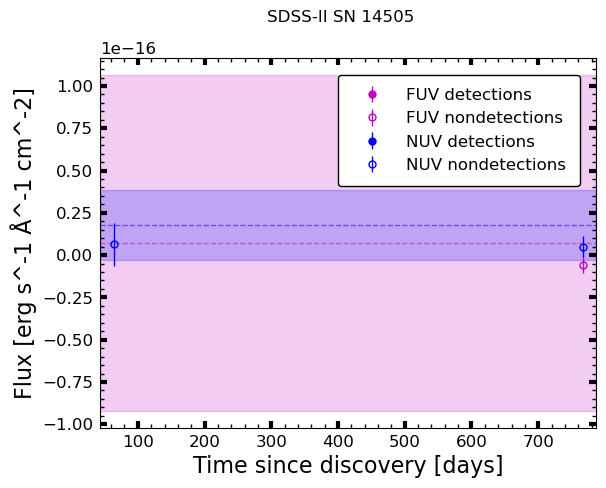 SDSS-II SN 14505
1e−16
FUV detections
FUV nondetections
NUV detections
NUV nondetections
1.00
0.75
0.50
0.25
0.00
−0.25
−0.50
−0.75
−1.00
Flux [erg s^-1 Å^-1 cm^-2]
100 200 300 400 500 600 700
Time since discovery [days]